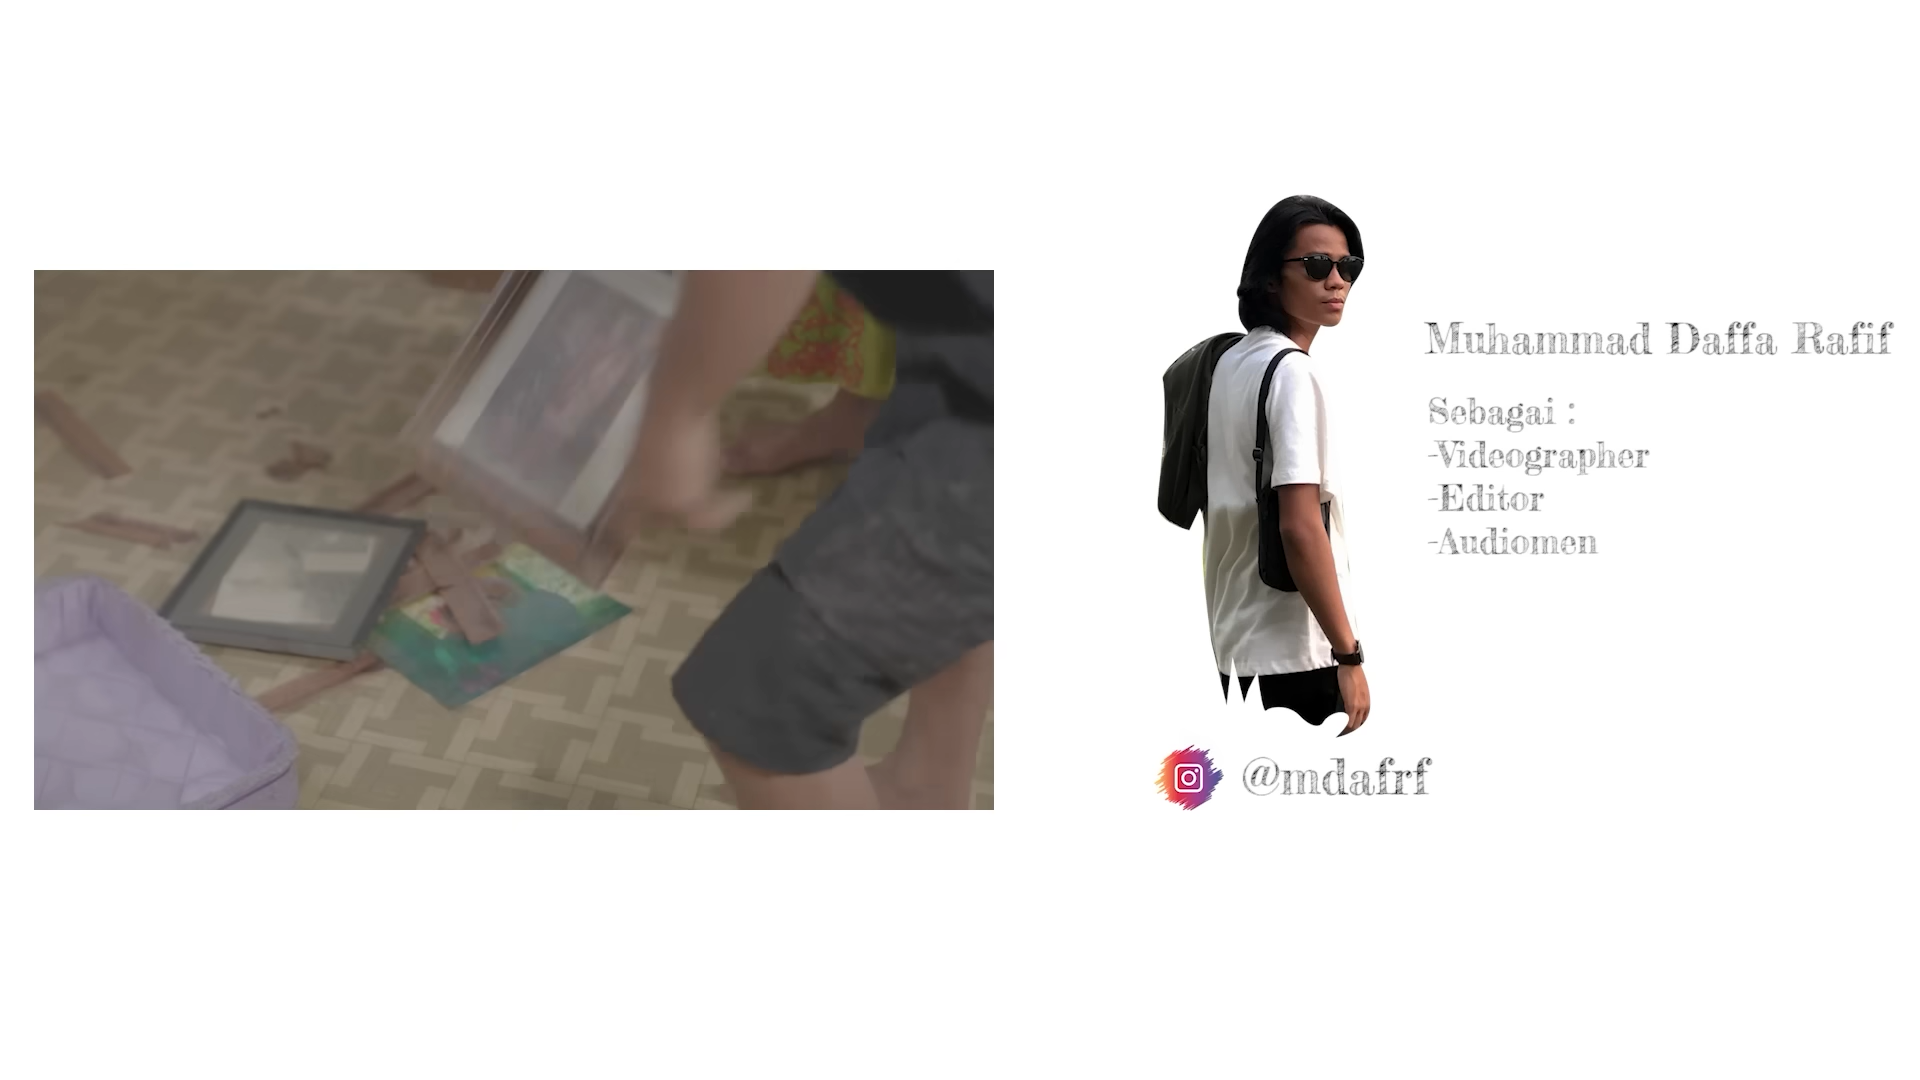 Muhammad Daffa Rafif
Sebagai :
-Videographer
-Editor
-Audiomen
@mdafrf